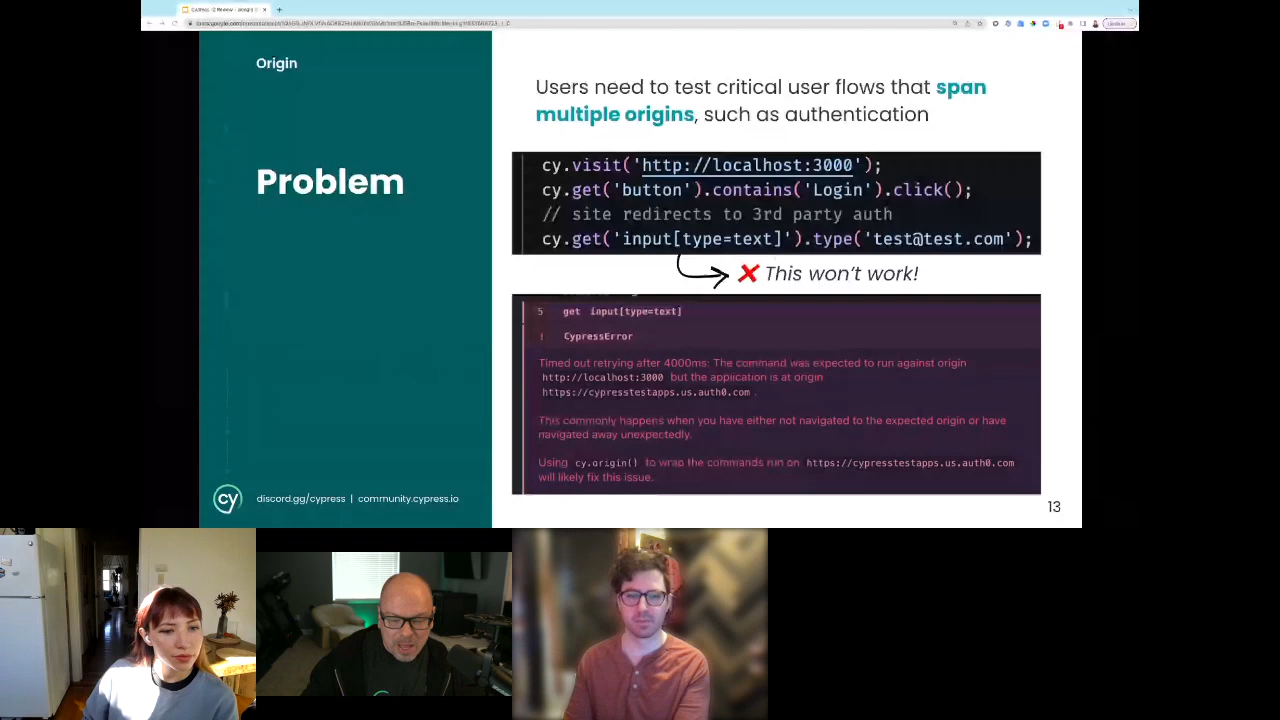 Origin
Problem
Users need to test critical user flows that span
multiple origins, such as authentication
cy.visit('http://localhost:3000');
cy.get('button').contains('Login').click();
// site redirects to 3rd party auth
cy.get('input[type=text]').type('test@test.com');
❌ This won't work!
5 get input[type=text]
! CypressError
Timed out retrying after 4000ms: The command was expected to run against origin
http://localhost:3000 but the application is at origin
https://cypresstestapps.us.auth0.com .
This commonly happens when you have either not navigated to the expected origin or have
navigated away unexpectedly.
Using cy.origin() to wrap the commands run on https://cypresstestapps.us.auth0.com
will likely fix this issue.
cy discord.gg/cypress | community.cypress.io
13